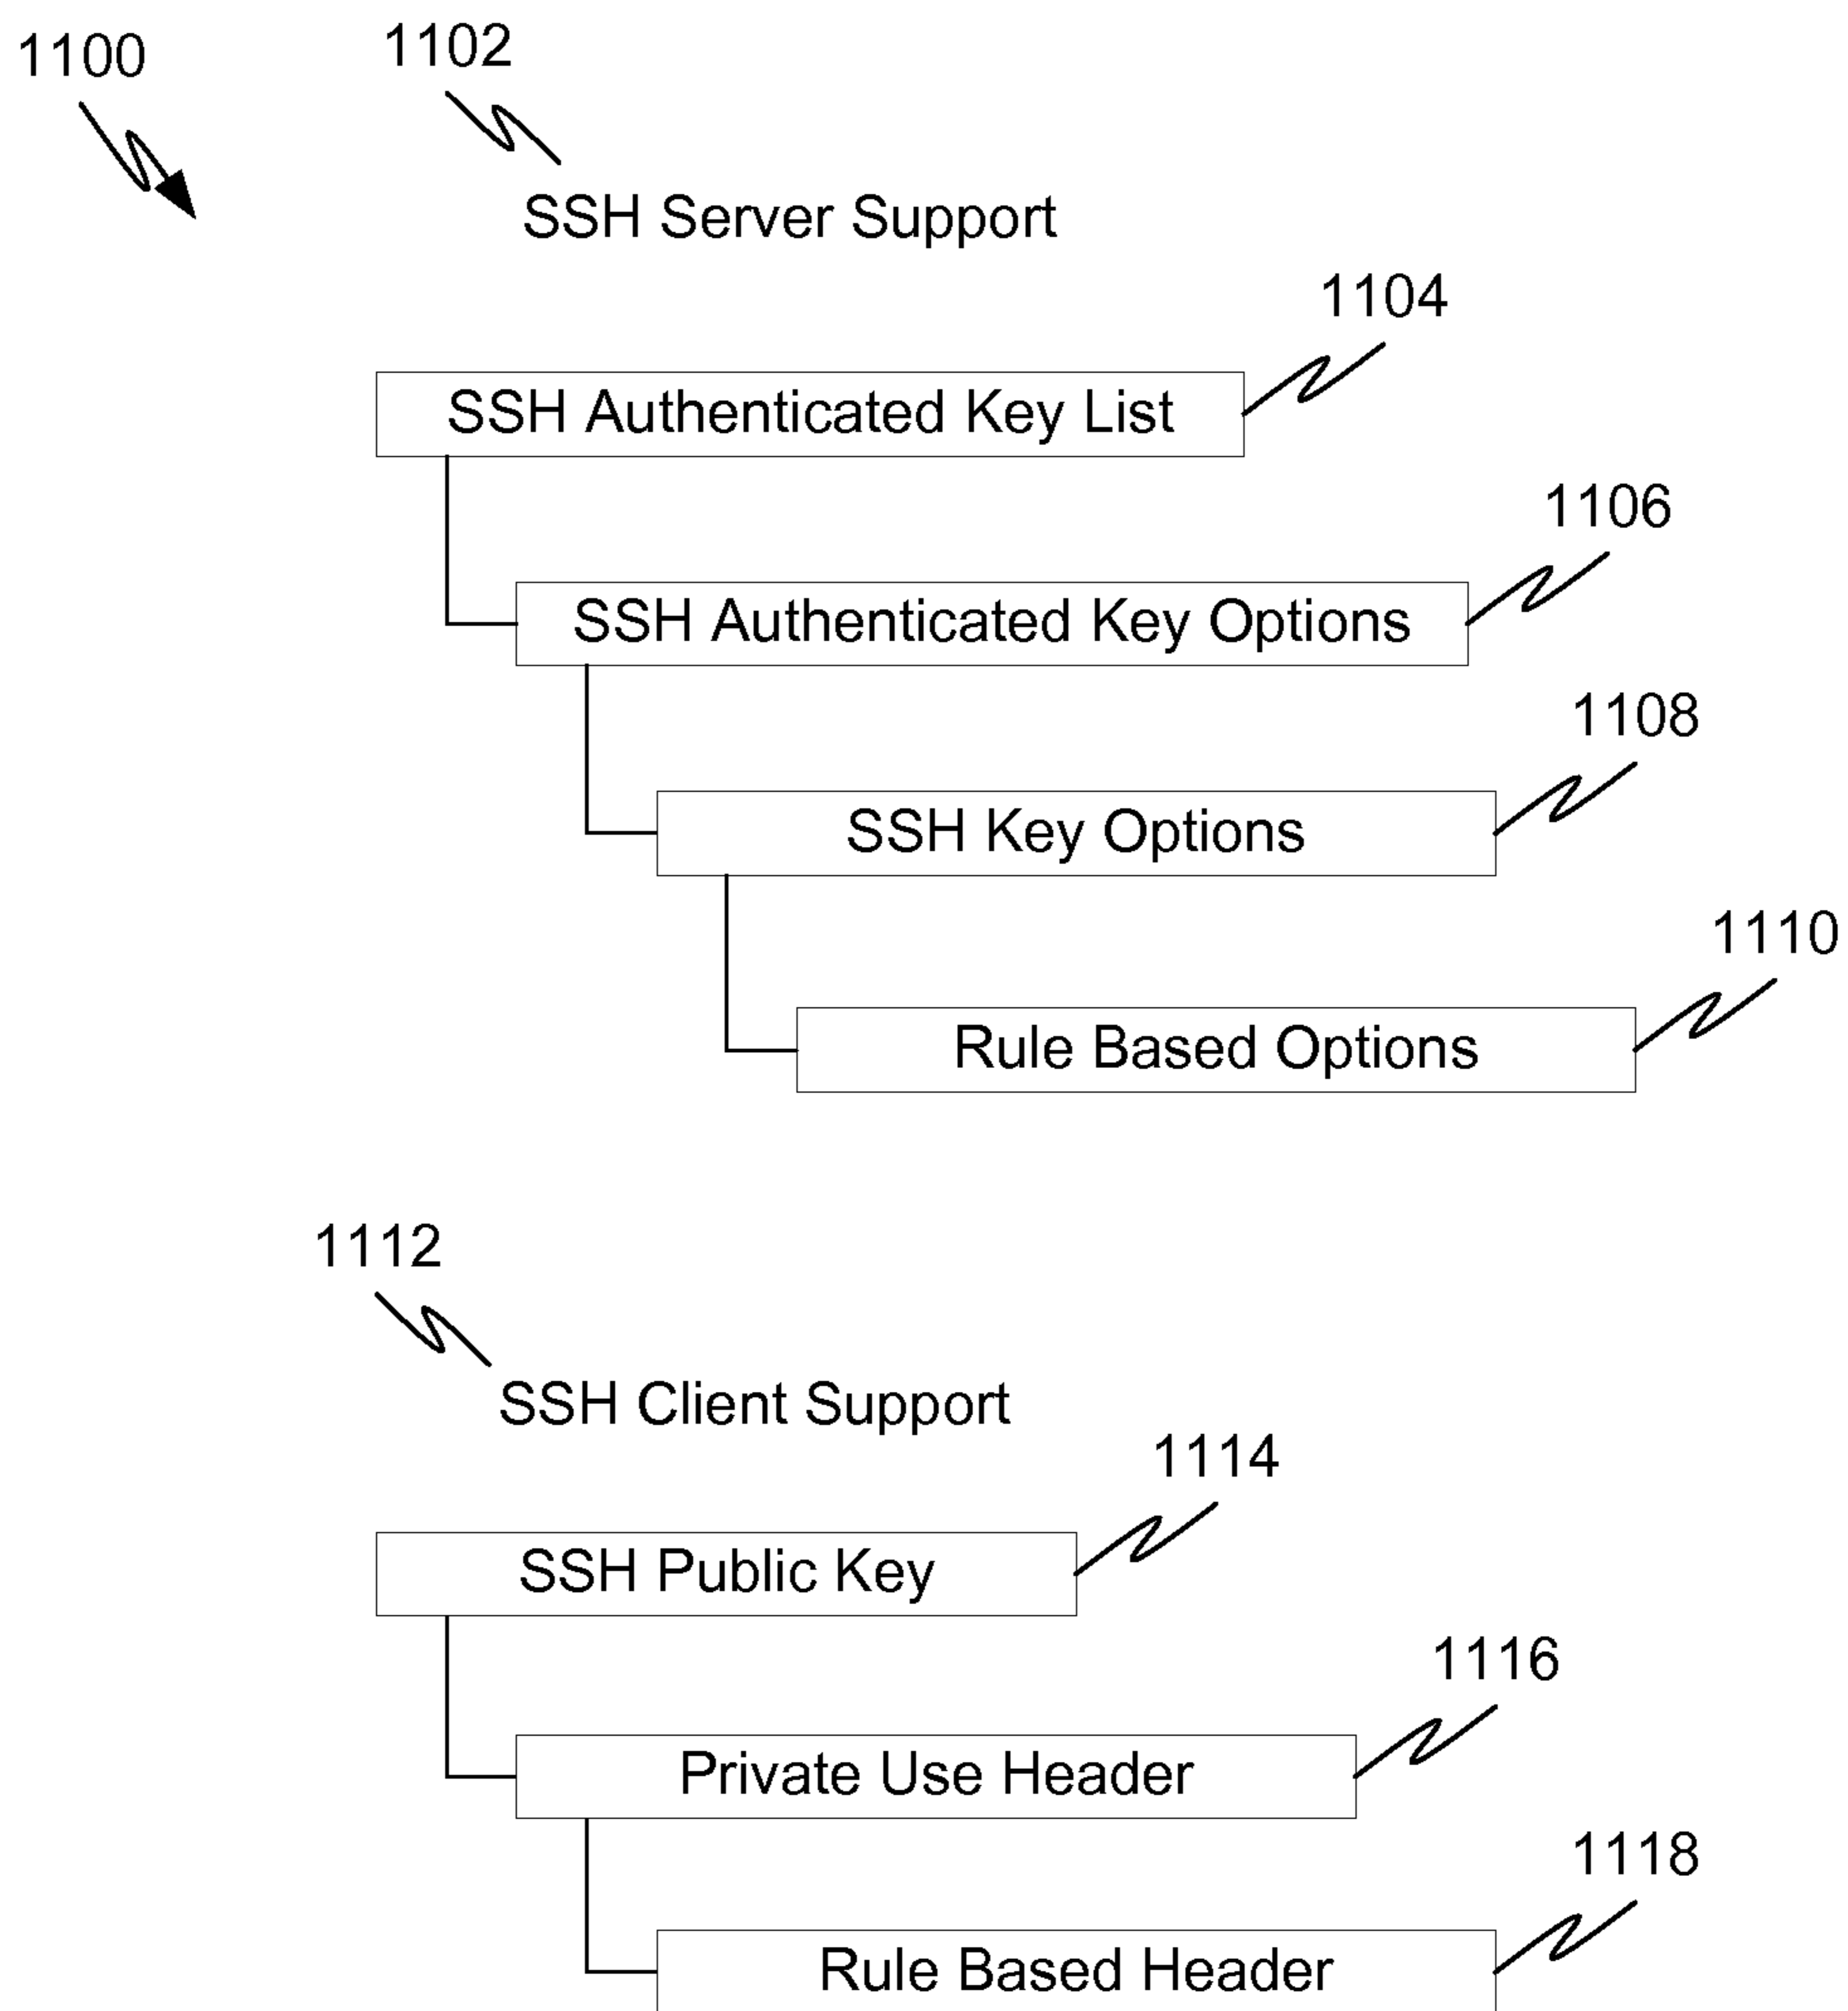 1100
1102
SSH Server Support
1104
SSH Authenticated Key List
1106
SSH Authenticated Key Options
1108
SSH Key Options
1110
Rule Based Options
1112
SSH Client Support
1114
SSH Public Key
1116
Private Use Header
1118
Rule Based Header